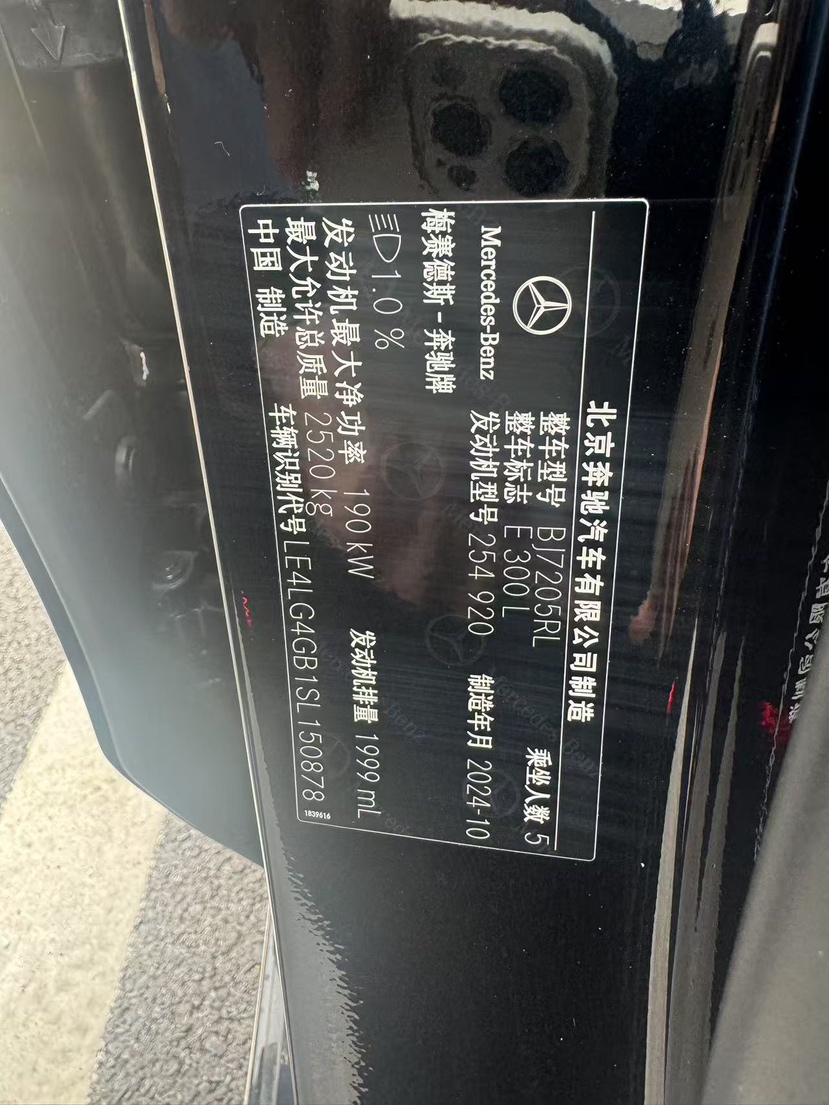 北京奔驰汽车有限公司制造
Mercedes-Benz
梅赛德斯-奔驰牌
整车型号 BJ7205RL
整车标志 E 300 L
乘坐人数 5
发动机型号 254 920
制造年月 2024-10
1.0 %
发动机最大净功率 190 kW
发动机排量 1999 mL
最大允许总质量 2520 kg
中国 制造
车辆识别代号 LE4LG4GB1SL150878
1839616